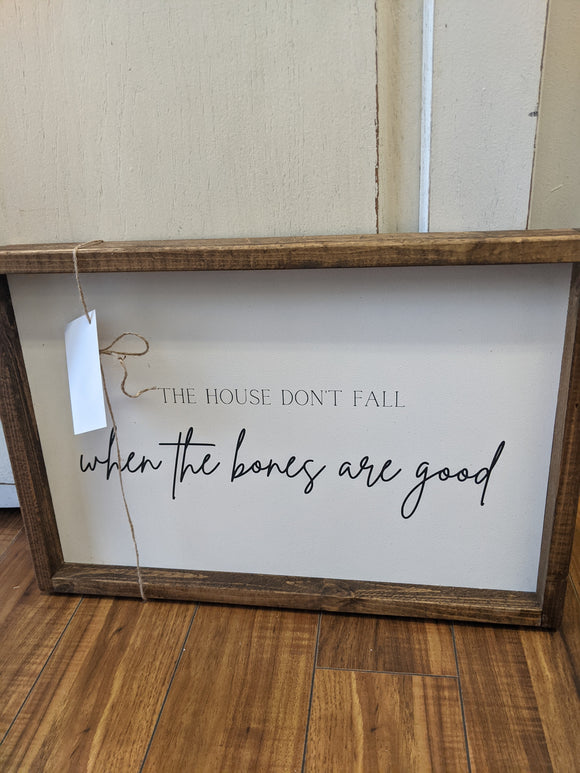 THE HOUSE DON'T FALL
when the bones are good